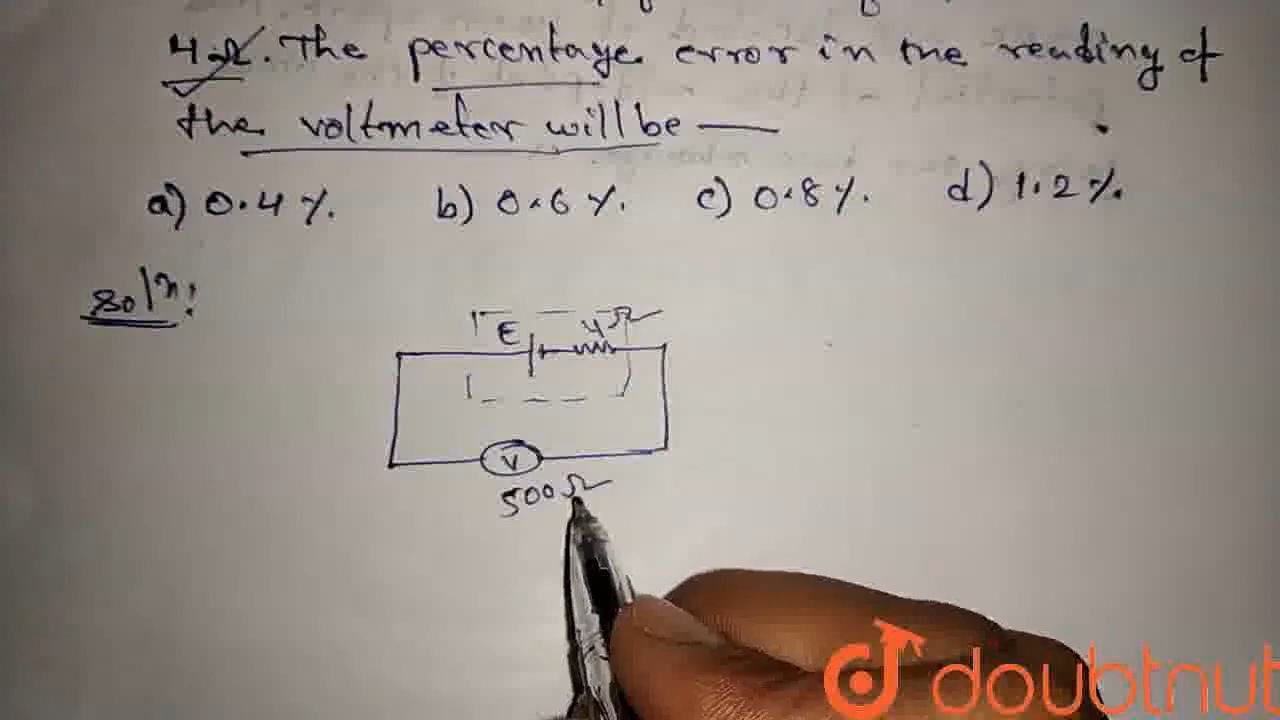 4Ω. The percentage error in the reading of
the voltmeter will be —
a) 0.4%. b) 0.6%. c) 0.8%. d) 1.2%.
Soln:
E 4Ω
V
500Ω
doubtnut